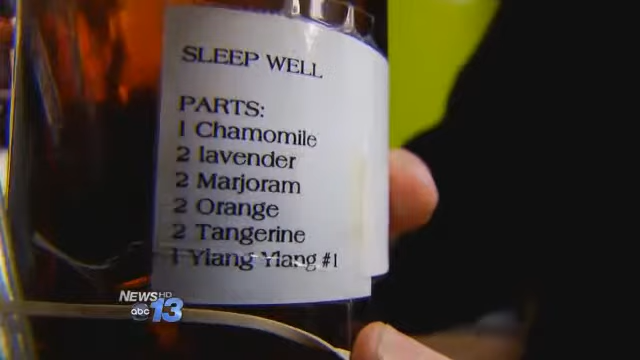 SLEEP WELL
PARTS:
1 Chamomile
2 lavender
2 Marjoram
2 Orange
2 Tangerine
1 Ylang Ylang #1
NEWS HD
abc 13